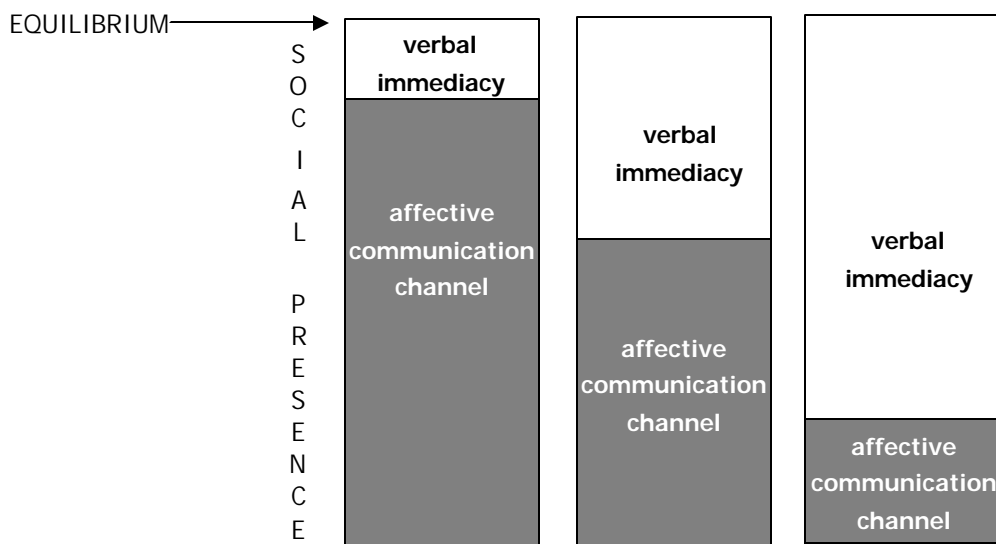 EQUILIBRIUM
S
O
C
I
A
L
P
R
E
S
E
N
C
E
verbal
immediacy
affective
communication
channel
verbal
immediacy
affective
communication
channel
verbal
immediacy
affective
communication
channel